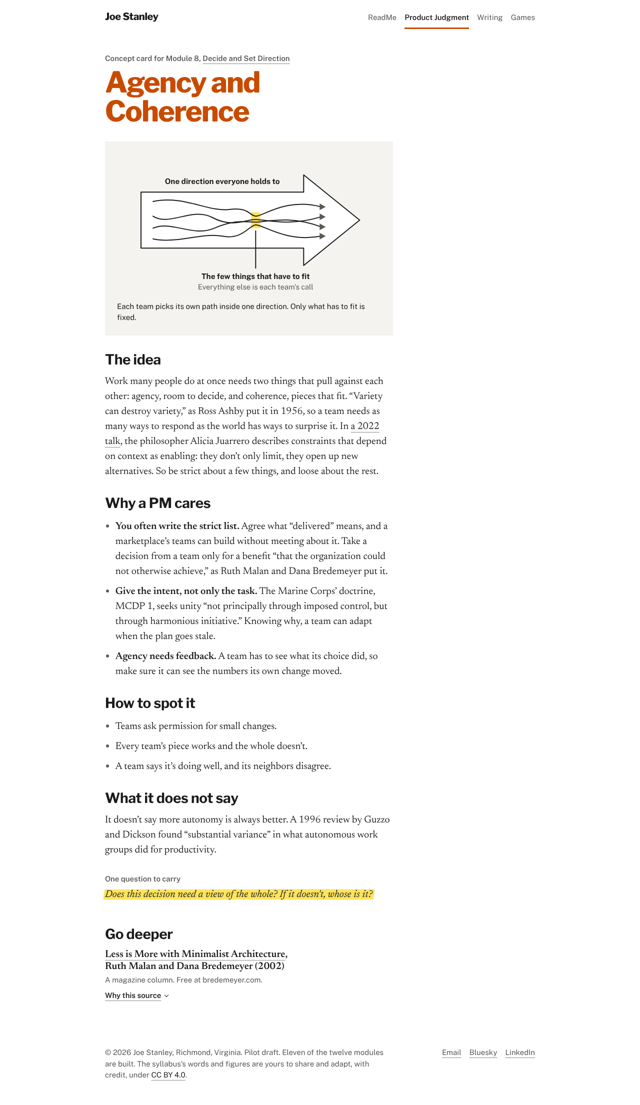 Joe Stanley
ReadMe Product Judgment Writing Games
Concept card for Module 8, Decide and Set Direction
Agency and
Coherence
One direction everyone holds to
The few things that have to fit
Everything else is each team's call
Each team picks its own path inside one direction. Only what has to fit is
fixed.
The idea
Work many people do at once needs two things that pull against each
other: agency, room to decide, and coherence, pieces that fit. “Variety
can destroy variety,” as Ross Ashby put it in 1956, so a team needs as
many ways to respond as the world has ways to surprise it. In a 2022
talk, the philosopher Alicia Juarrero describes constraints that depend
on context as enabling: they don’t only limit, they open up new
alternatives. So be strict about a few things, and loose about the rest.
Why a PM cares
• You often write the strict list. Agree what “delivered” means, and a
marketplace’s teams can build without meeting about it. Take a
decision from a team only for a benefit “that the organization could
not otherwise achieve,” as Ruth Malan and Dana Bredemeyer put it.
• Give the intent, not only the task. The Marine Corps’ doctrine,
MCDP 1, seeks unity “not principally through imposed control, but
through harmonious initiative.” Knowing why, a team can adapt
when the plan goes stale.
• Agency needs feedback. A team has to see what its choice did, so
make sure it can see the numbers its own change moved.
How to spot it
• Teams ask permission for small changes.
• Every team’s piece works and the whole doesn’t.
• A team says it’s doing well, and its neighbors disagree.
What it does not say
It doesn’t say more autonomy is always better. A 1996 review by Guzzo
and Dickson found “substantial variance” in what autonomous work
groups did for productivity.
One question to carry
Does this decision need a view of the whole? If it doesn’t, whose is it?
Go deeper
Less is More with Minimalist Architecture,
Ruth Malan and Dana Bredemeyer (2002)
A magazine column. Free at bredemeyer.com.
Why this source
© 2026 Joe Stanley, Richmond, Virginia. Pilot draft. Eleven of the twelve modules
are built. The syllabus’s words and figures are yours to share and adapt, with
credit, under CC BY 4.0.
Email Bluesky LinkedIn